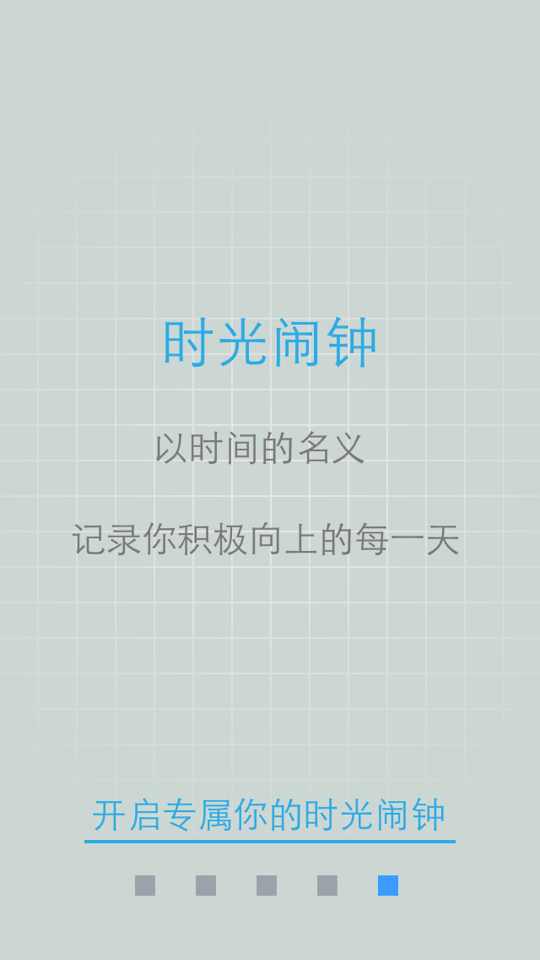 时光闹钟
以时间的名义
记录你积极向上的每一天
开启专属你的时光闹钟